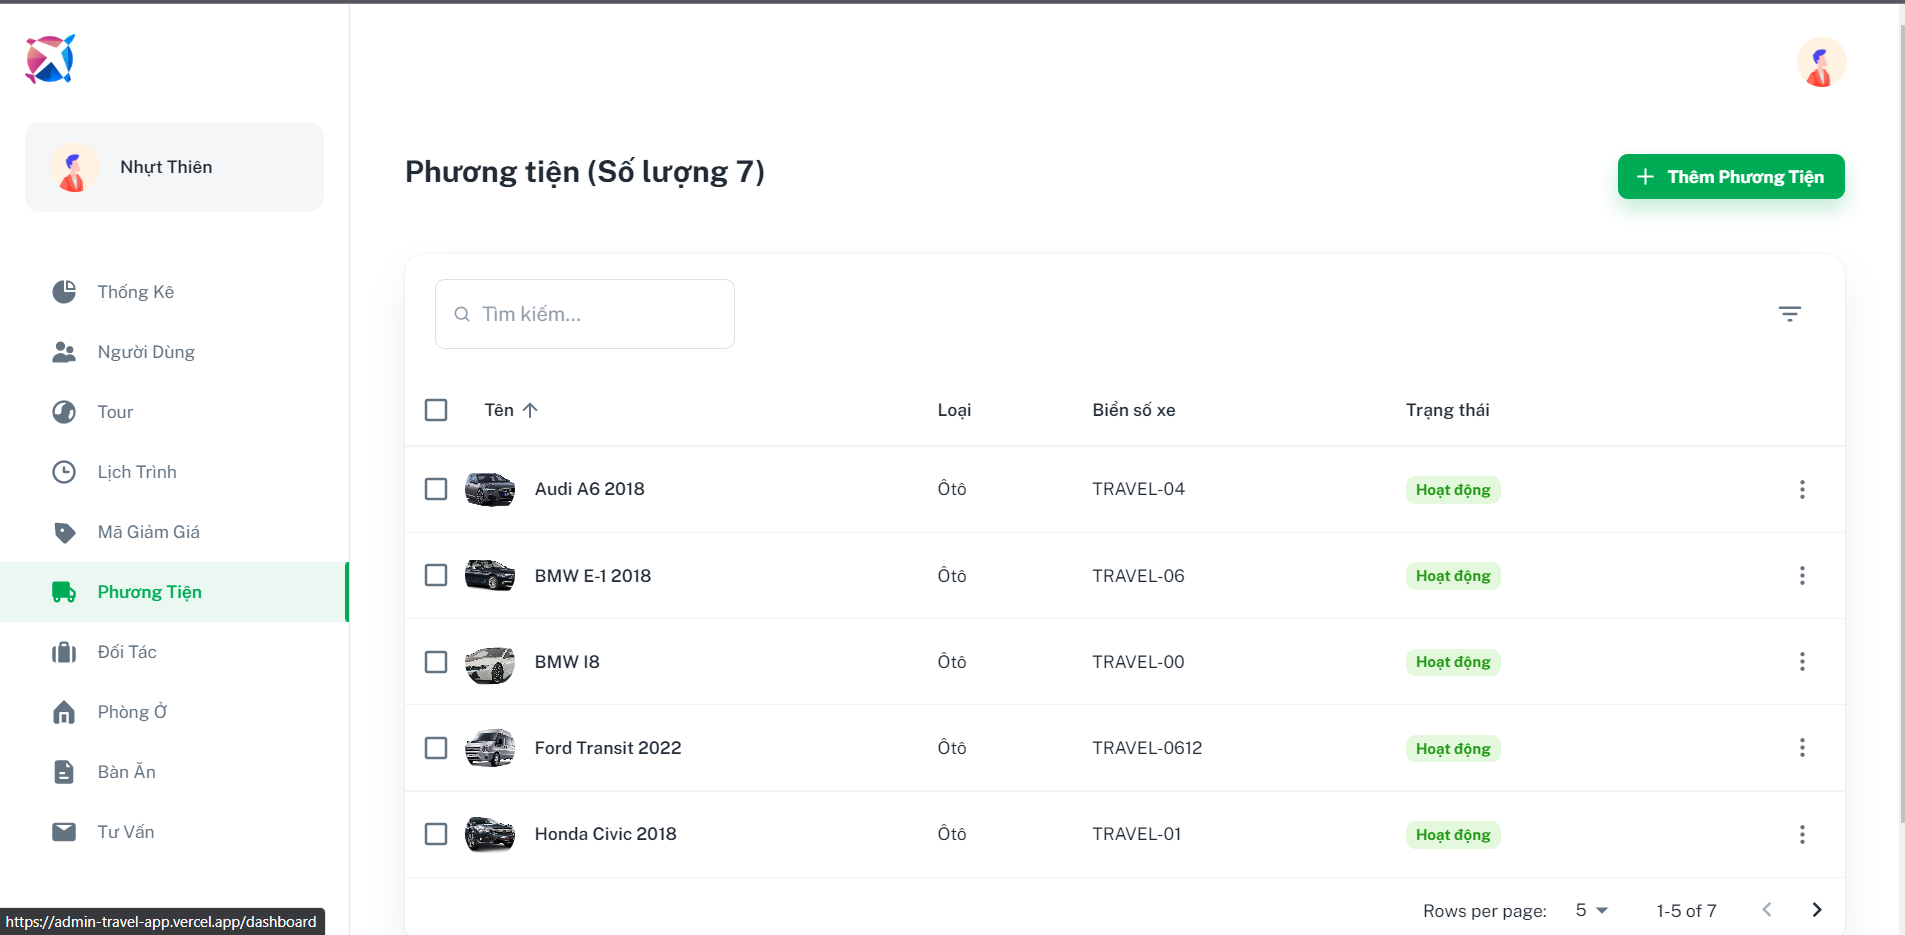 Nhựt Thiên
Thống Kê
Người Dùng
Tour
Lịch Trình
Mã Giảm Giá
Phương Tiện
Đối Tác
Phòng Ở
Bàn Ăn
Tư Vấn
https://admin-travel-app.vercel.app/dashboard
Phương tiện (Số lượng 7)
Thêm Phương Tiện
Tìm kiếm...
Tên Loại Biển số xe Trạng thái
Audi A6 2018 Ôtô TRAVEL-04 Hoạt động
BMW E-1 2018 Ôtô TRAVEL-06 Hoạt động
BMW I8 Ôtô TRAVEL-00 Hoạt động
Ford Transit 2022 Ôtô TRAVEL-0612 Hoạt động
Honda Civic 2018 Ôtô TRAVEL-01 Hoạt động
Rows per page: 5 1-5 of 7